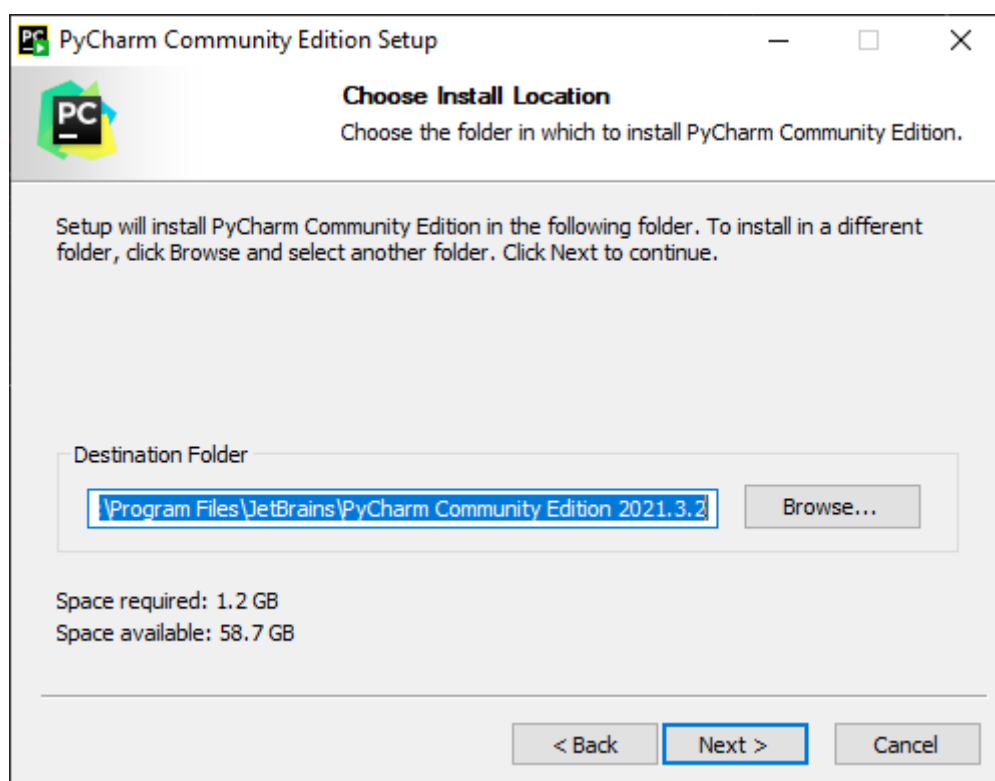 PyCharm Community Edition Setup
PC
Choose Install Location
Choose the folder in which to install PyCharm Community Edition.
Setup will install PyCharm Community Edition in the following folder. To install in a different
folder, click Browse and select another folder. Click Next to continue.
Destination Folder
:\Program Files\JetBrains\PyCharm Community Edition 2021.3.2
Browse...
Space required: 1.2 GB
Space available: 58.7 GB
< Back
Next >
Cancel